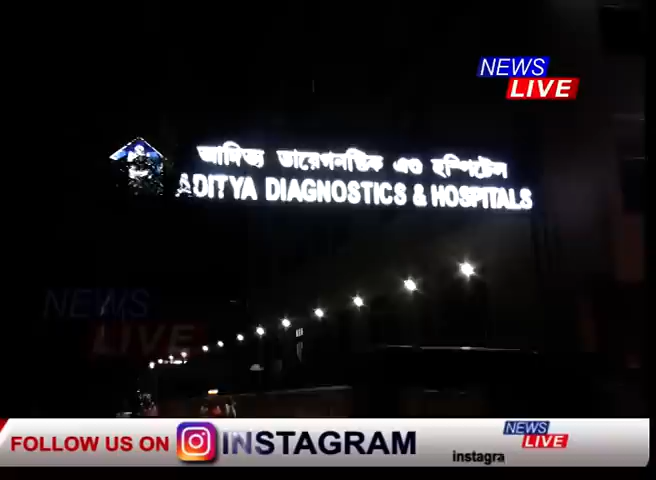 NEWS
LIVE
আদিত্য ডায়েগনষ্টিক এণ্ড হস্পিটেল
ADITYA DIAGNOSTICS & HOSPITALS
NEWS
LIVE
FOLLOW US ON INSTAGRAM
NEWS
LIVE
instagra